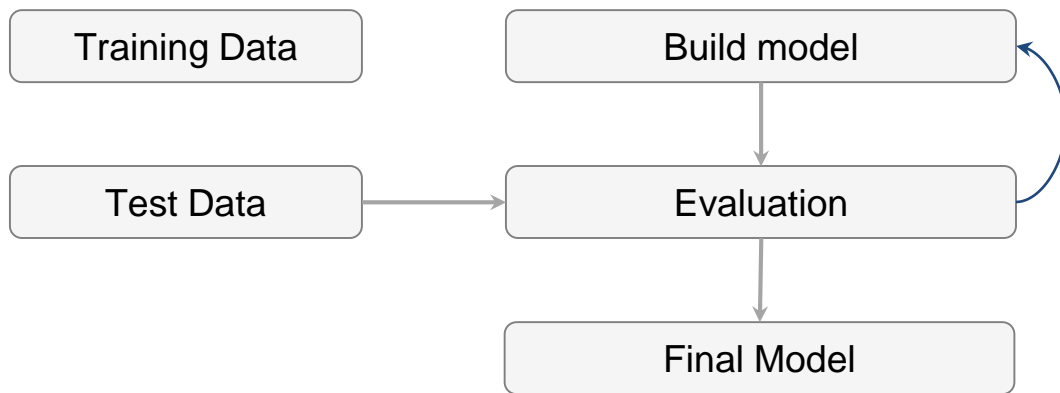 Training Data
Build model
Test Data
Evaluation
Final Model